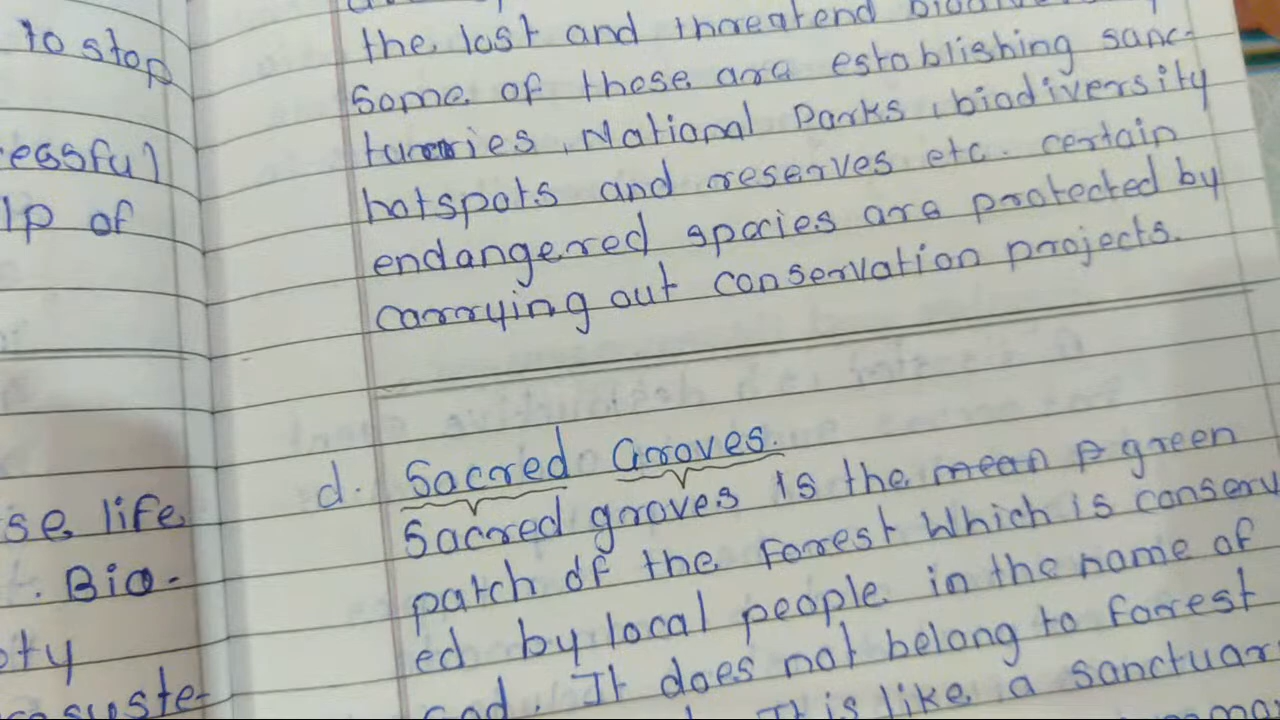 to stop
essful
lp of
se life
. Bio-
ty
the lost and threatend
Some of these are establishing sanc-
turies, National Parks, biodiversity
hotspots and reserves etc. certain
endangered species are protected by
carrying out conservation projects.
d. Sacred Groves.
Sacred groves is the mean green
patch of the forest which is conserv
ed by local people in the name of
God. It does not belong to forrest
It is like a sanctuar